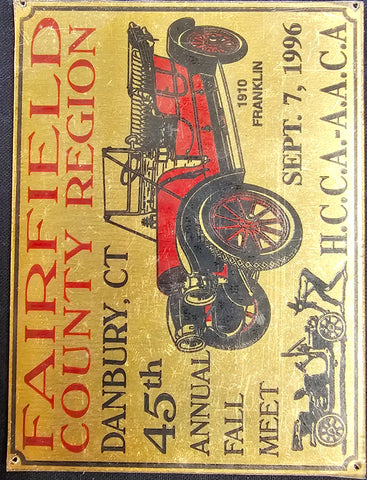 FAIRFIELD
COUNTY REGION
DANBURY, CT
45th
ANNUAL
FALL
MEET
1910
FRANKLIN
SEPT. 7, 1996
H.C.C.A.-A.A.C.A